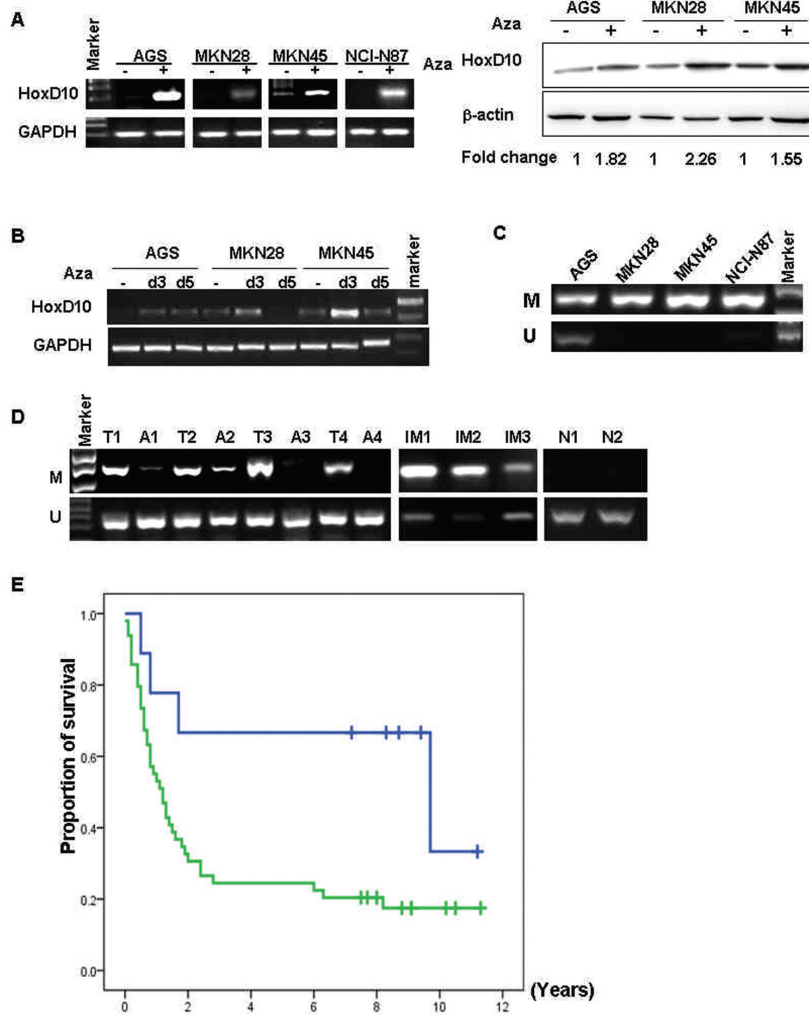 A
Marker
AGS MKN28 MKN45 NCI-N87
- + - + - + - + Aza
HoxD10
GAPDH
AGS MKN28 MKN45
Aza - + - + - +
HoxD10
β-actin
Fold change 1 1.82 1 2.26 1 1.55
B
AGS MKN28 MKN45 marker
Aza - d3 d5 - d3 d5 - d3 d5
HoxD10
GAPDH
C
AGS MKN28 MKN45 NCI-N87 Marker
M
U
D
Marker T1 A1 T2 A2 T3 A3 T4 A4 IM1 IM2 IM3 N1 N2
M
U
E
Proportion of survival
1.0
0.8
0.6
0.4
0.2
0.0
0 2 4 6 8 10 12 (Years)